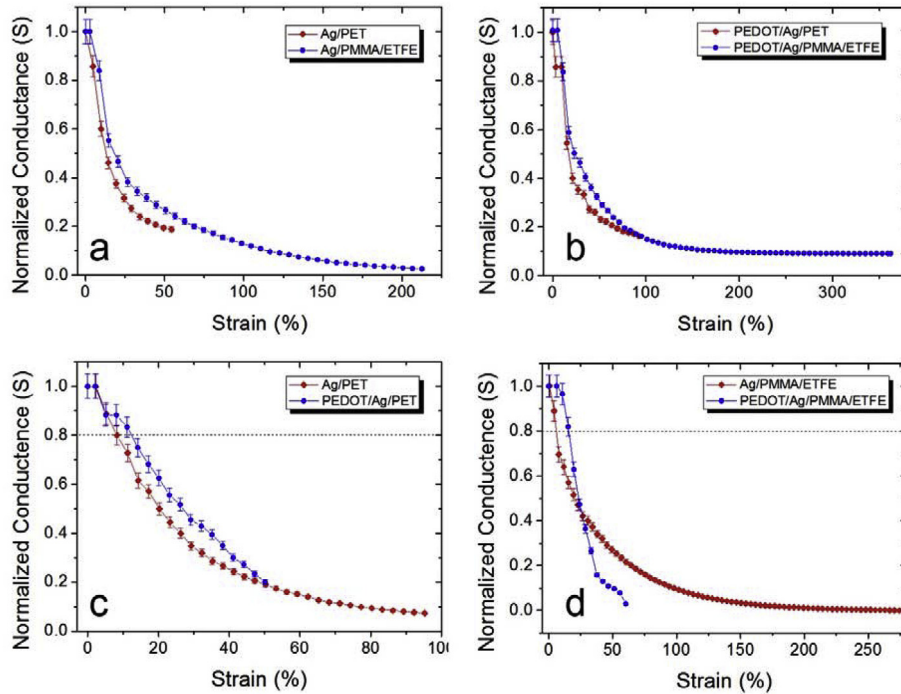 Normalized Conductance (S)
1.0
0.8
0.6
0.4
0.2
0.0
Ag/PET
Ag/PMMA/ETFE
a
0 50 100 150 200
Strain (%)
Normalized Conductance (S)
1.0
0.8
0.6
0.4
0.2
0.0
PEDOT/Ag/PET
PEDOT/Ag/PMMA/ETFE
b
0 100 200 300
Strain (%)
Normalized Conductence (S)
1.0
0.8
0.6
0.4
0.2
0.0
Ag/PET
PEDOT/Ag/PET
c
0 20 40 60 80 100
Strain (%)
Normalized Conductence (S)
1.0
0.8
0.6
0.4
0.2
0.0
Ag/PMMA/ETFE
PEDOT/Ag/PMMA/ETFE
d
0 50 100 150 200 250
Strain (%)